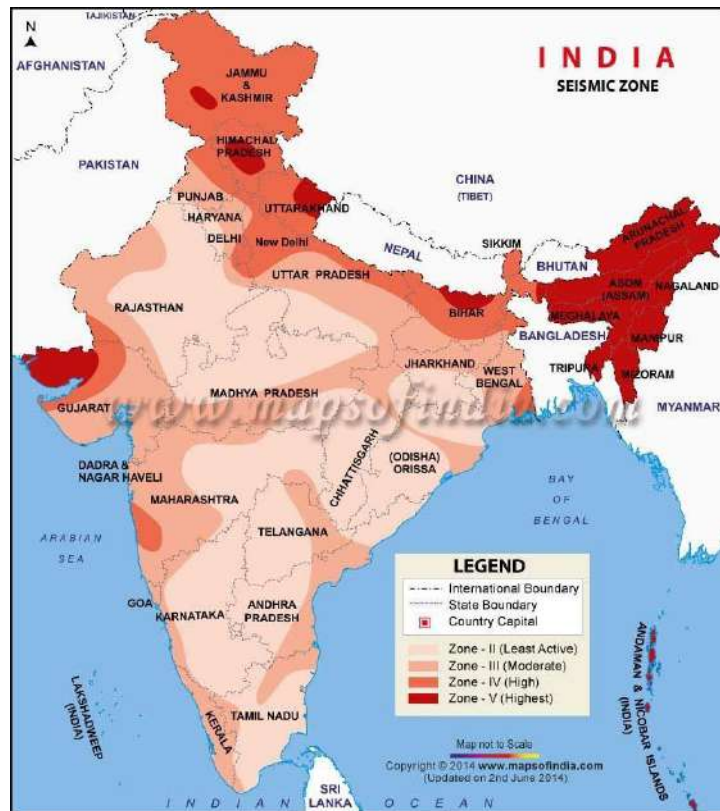 TAJIKISTAN
N
AFGHANISTAN
INDIA
SEISMIC ZONE
JAMMU
&
KASHMIR
HIMACHAL
PRADESH
PAKISTAN
CHINA
(TIBET)
PUNJAB
UTTARAKHAND
HARYANA
DELHI
New Delhi
NEPAL
SIKKIM
ARUNACHAL
PRADESH
BHUTAN
UTTAR PRADESH
ASOM
(ASSAM)
NAGALAND
RAJASTHAN
BIHAR
MEGHALAYA
BANGLADESH
MANIPUR
JHARKHAND
WEST
BENGAL
TRIPURA
MIZORAM
MADHYA PRADESH
GUJARAT
www.mapsofindia.com
MYANMAR
CHHATTISGARH
(ODISHA)
ORISSA
DADRA &
NAGAR HAVELI
MAHARASHTRA
BAY
OF
BENGAL
ARABIAN
SEA
TELANGANA
GOA
KARNATAKA
ANDHRA
PRADESH
LEGEND
International Boundary
State Boundary
Country Capital
Zone - II (Least Active)
Zone - III (Moderate)
Zone - IV (High)
Zone - V (Highest)
ANDAMAN & NICOBAR ISLANDS
(INDIA)
LAKSHADWEEP
(INDIA)
KERALA
TAMIL NADU
Map not to Scale
Copyright © 2014 www.mapsofindia.com
(Updated on 2nd June 2014)
SRI
LANKA
INDIAN OCEAN